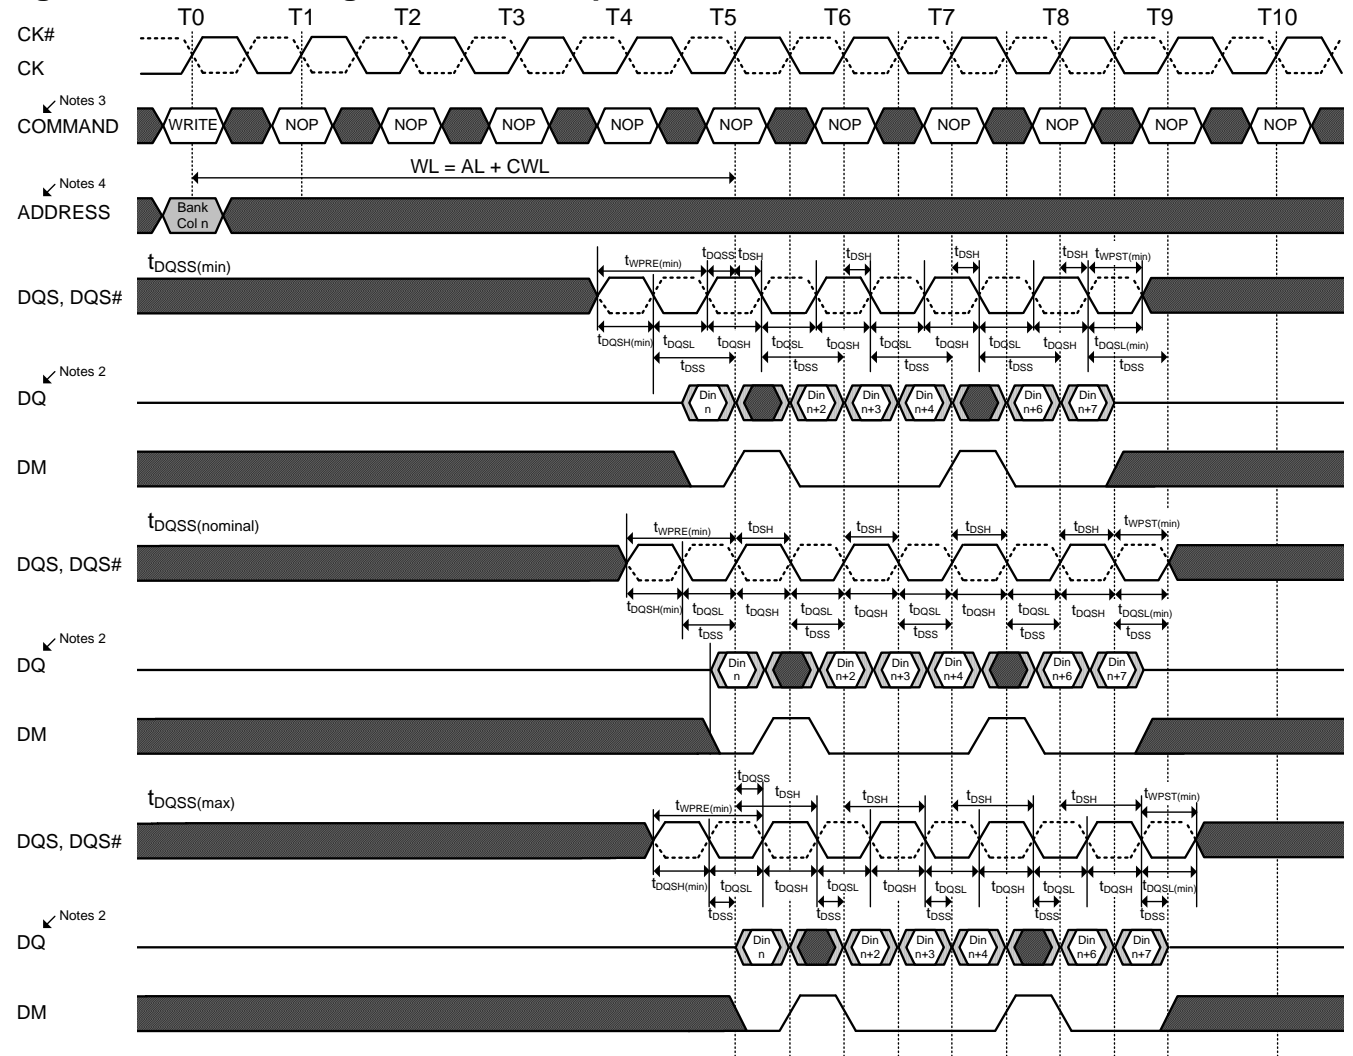 T0 T1 T2 T3 T4 T5 T6 T7 T8 T9 T10
CK#
CK
Notes 3
COMMAND WRITE NOP NOP NOP NOP NOP NOP NOP NOP NOP NOP
WL = AL + CWL
Notes 4
ADDRESS Bank Col n
tDQSS(min)
tWPRE(min) tDQSS tDSH tDSH tDSH tDSH tWPST(min)
DQS, DQS#
tDQSH(min) tDQSL tDQSH tDQSL tDQSH tDQSL tDQSH tDQSL tDQSH tDQSL(min)
tDSS tDSS tDSS tDSS tDSS
Notes 2
DQ Din n Din n+2 Din n+3 Din n+4 Din n+6 Din n+7
DM
tDQSS(nominal)
tWPRE(min) tDSH tDSH tDSH tDSH tWPST(min)
DQS, DQS#
tDQSH(min) tDQSL tDQSH tDQSL tDQSH tDQSL tDQSH tDQSL tDQSH tDQSL(min)
tDSS tDSS tDSS tDSS tDSS
Notes 2
DQ Din n Din n+2 Din n+3 Din n+4 Din n+6 Din n+7
DM
tDQSS
tDQSS(max)
tWPRE(min) tDSH tDSH tDSH tDSH tWPST(min)
DQS, DQS#
tDQSH(min) tDQSL tDQSH tDQSL tDQSH tDQSL tDQSH tDQSL tDQSH tDQSL(min)
tDSS tDSS tDSS tDSS tDSS
Notes 2
DQ Din n Din n+2 Din n+3 Din n+4 Din n+6 Din n+7
DM